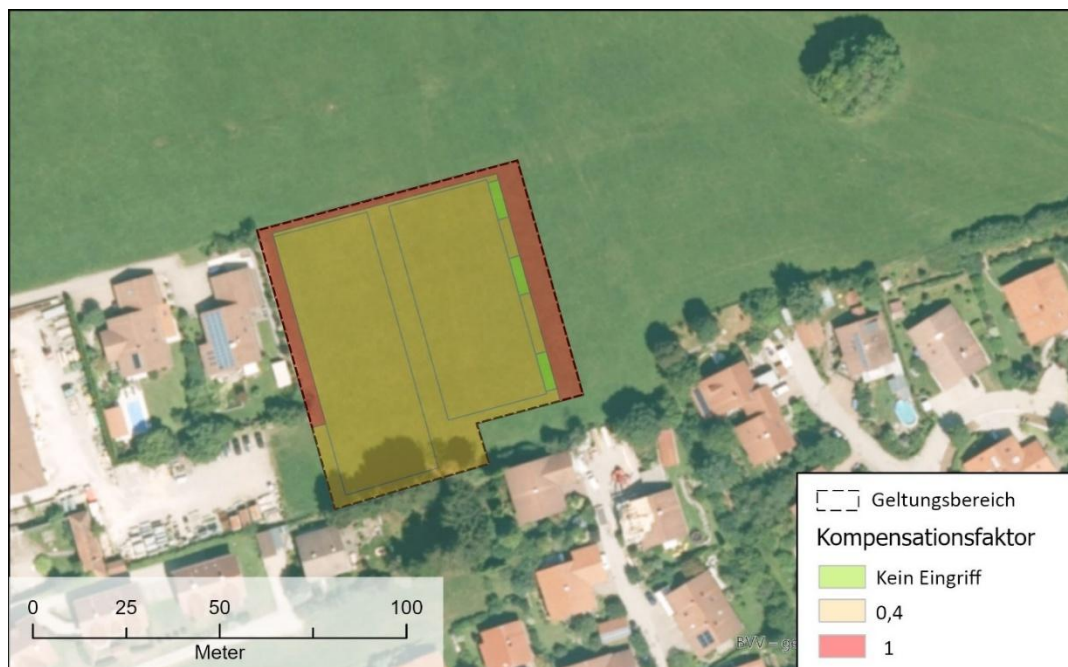 Geltungsbereich
Kompensationsfaktor
Kein Eingriff
0,4
1
0 25 50 100
Meter